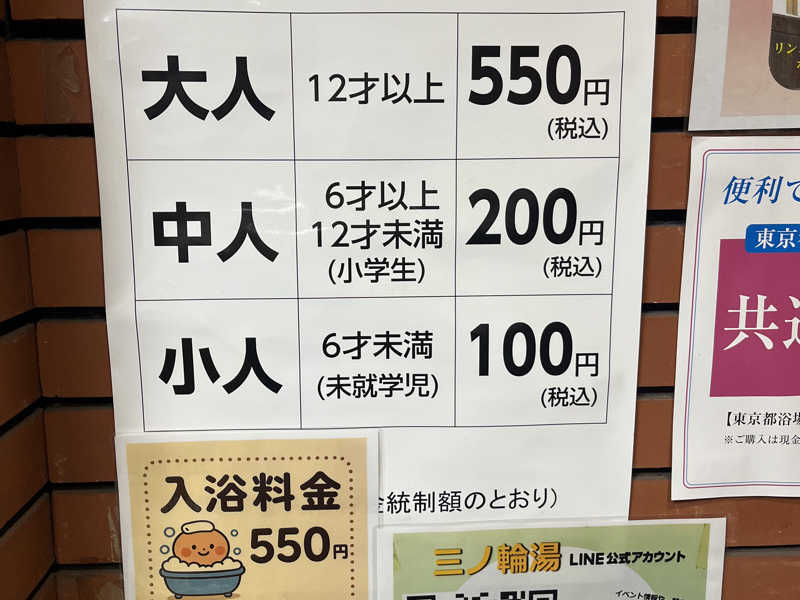 大人
12才以上
550円
(税込)
中人
6才以上
12才未満
(小学生)
200円
(税込)
小人
6才未満
(未就学児)
100円
(税込)
金統制額のとおり)
入浴料金
550円
三ノ輪湯 LINE公式アカウント
便利で
東京
共通
【東京都浴場
※ご購入は現金
リン